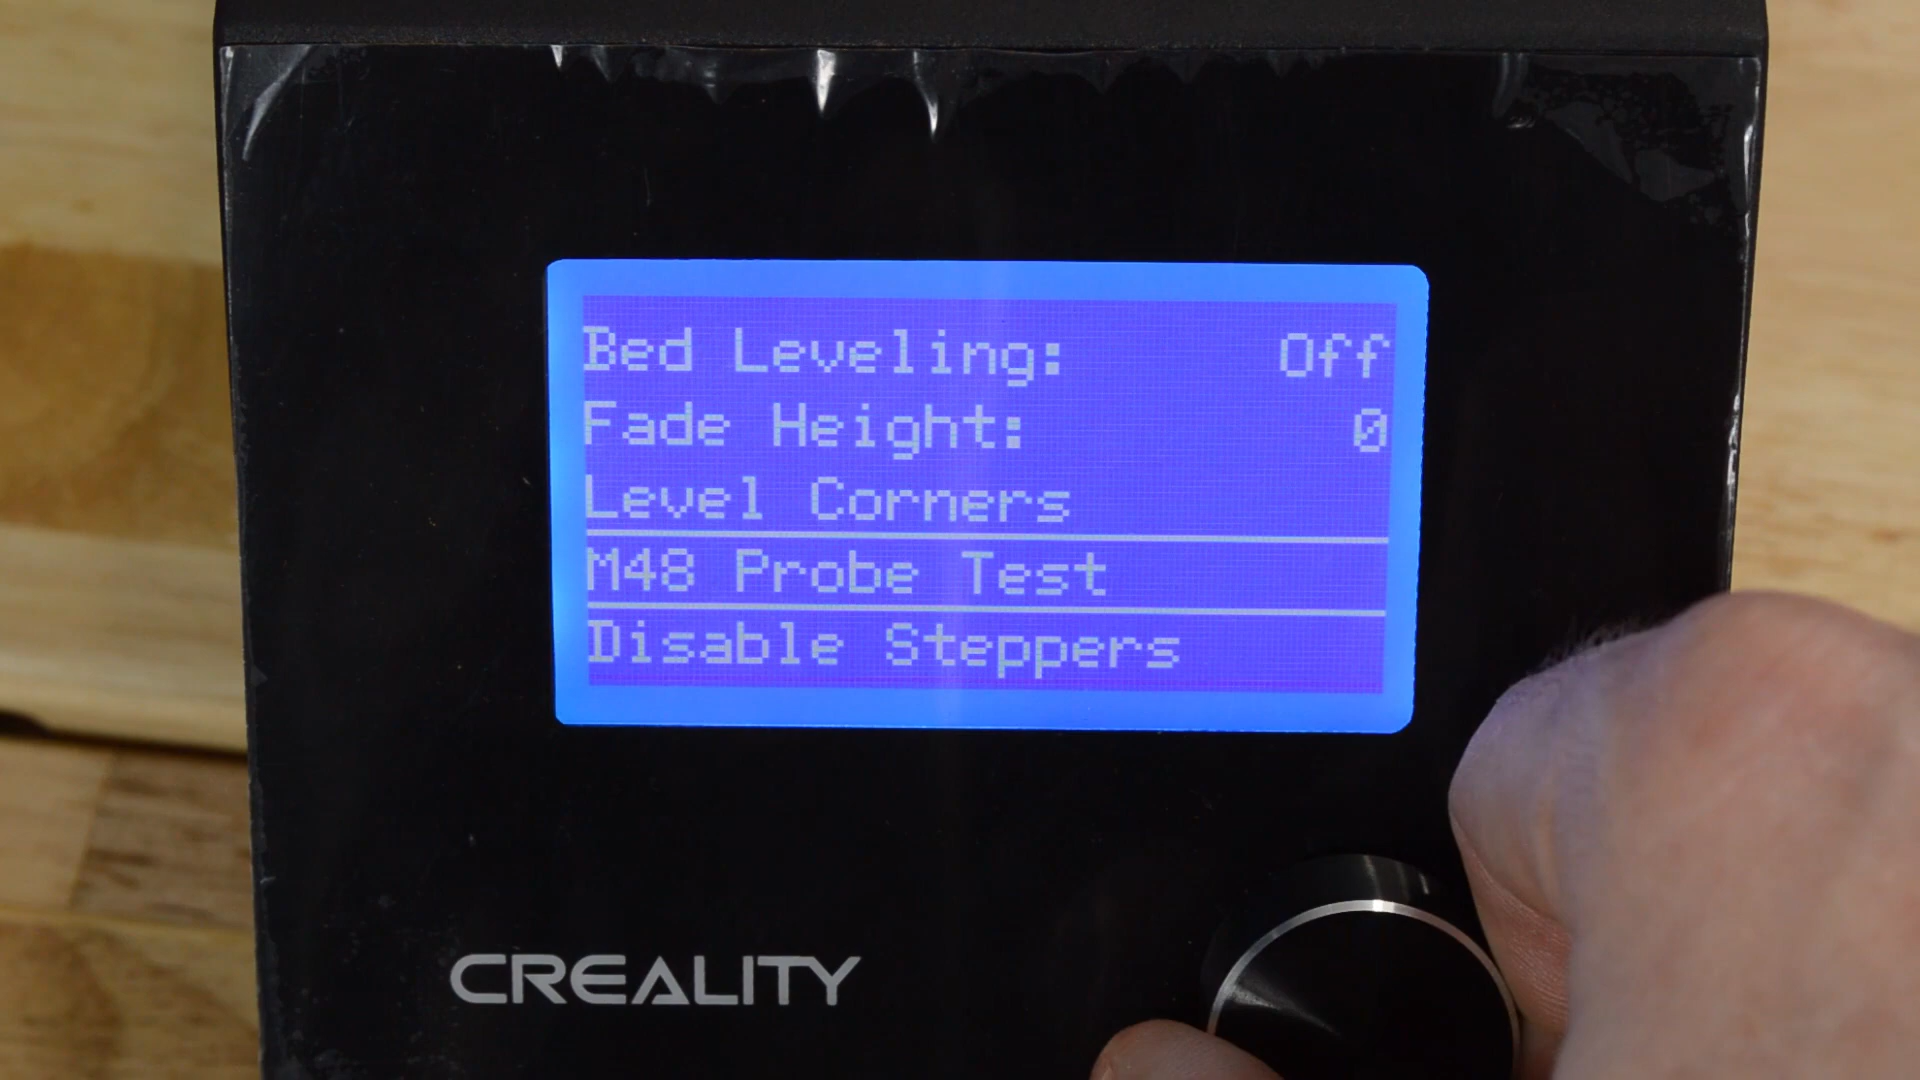 Bed Leveling: Off
Fade Height: 0
Level Corners
M48 Probe Test
Disable Steppers
CREALITY